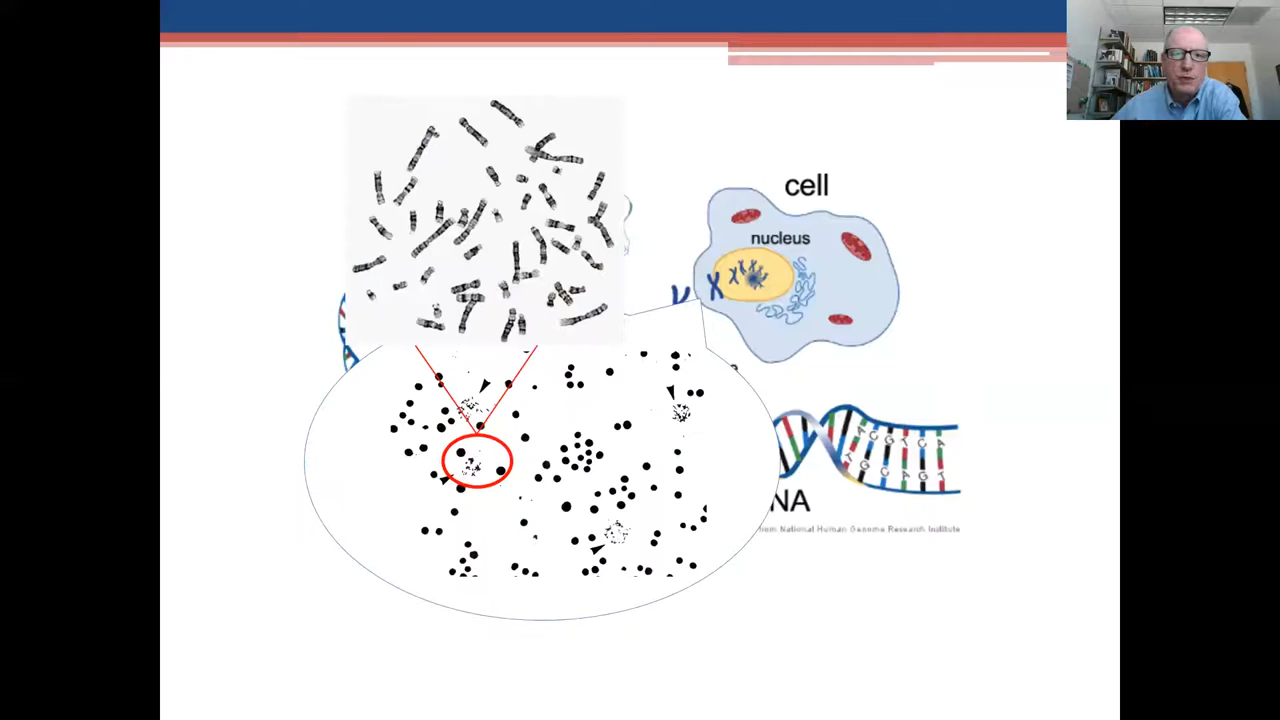 cell
nucleus
NA
from National Human Genome Research Institute